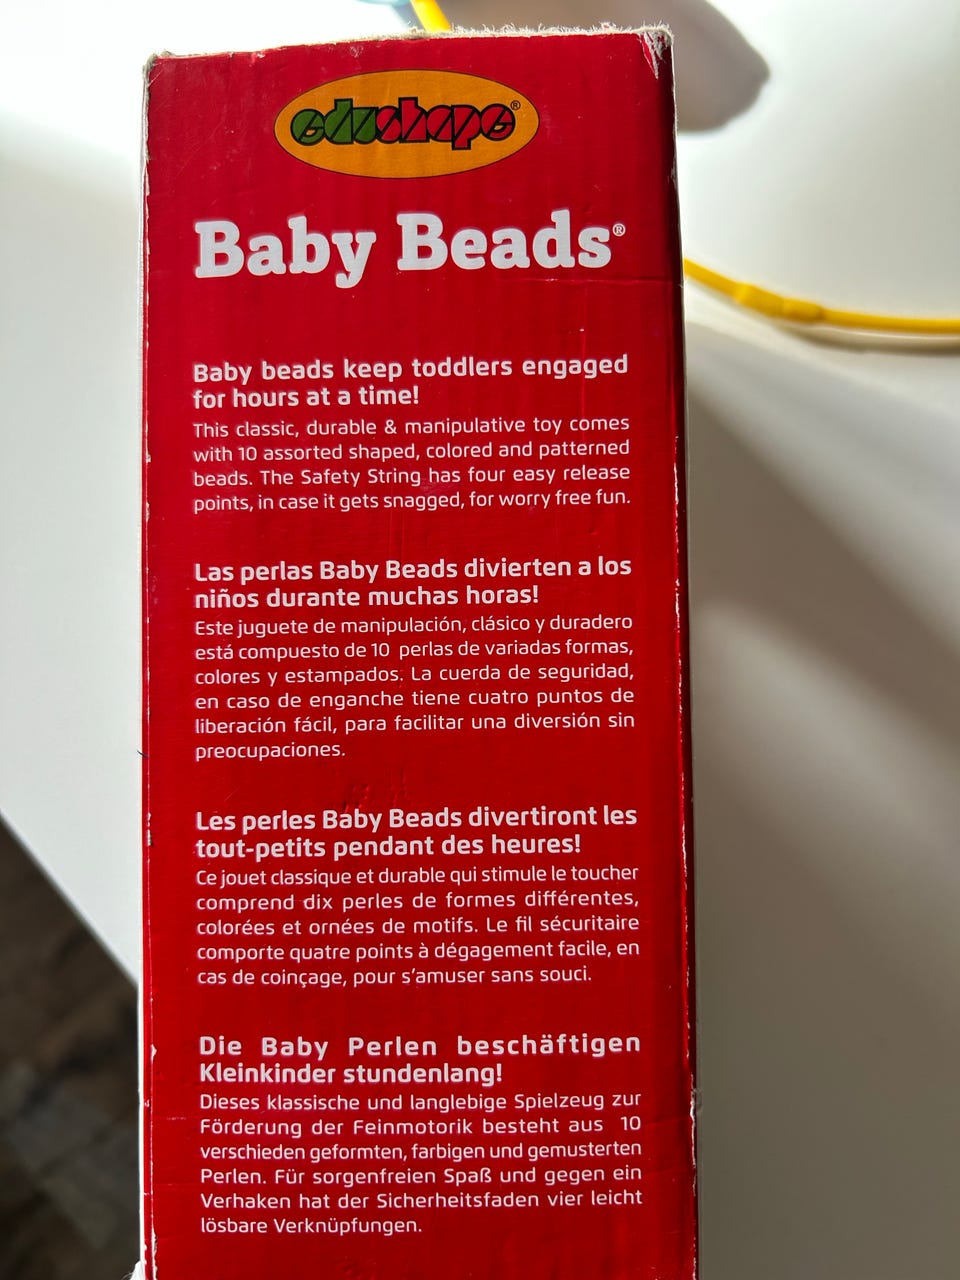 edushape®
Baby Beads®
Baby beads keep toddlers engaged
for hours at a time!
This classic, durable & manipulative toy comes
with 10 assorted shaped, colored and patterned
beads. The Safety String has four easy release
points, in case it gets snagged, for worry free fun.
Las perlas Baby Beads divierten a los
niños durante muchas horas!
Este juguete de manipulación, clásico y duradero
está compuesto de 10 perlas de variadas formas,
colores y estampados. La cuerda de seguridad,
en caso de enganche tiene cuatro puntos de
liberación fácil, para facilitar una diversión sin
preocupaciones.
Les perles Baby Beads divertiront les
tout-petits pendant des heures!
Ce jouet classique et durable qui stimule le toucher
comprend dix perles de formes différentes,
colorées et ornées de motifs. Le fil sécuritaire
comporte quatre points à dégagement facile, en
cas de coinçage, pour s'amuser sans souci.
Die Baby Perlen beschäftigen
Kleinkinder stundenlang!
Dieses klassische und langlebige Spielzeug zur
Förderung der Feinmotorik besteht aus 10
verschieden geformten, farbigen und gemusterten
Perlen. Für sorgenfreien Spaß und gegen ein
Verhaken hat der Sicherheitsfaden vier leicht
lösbare Verknüpfungen.